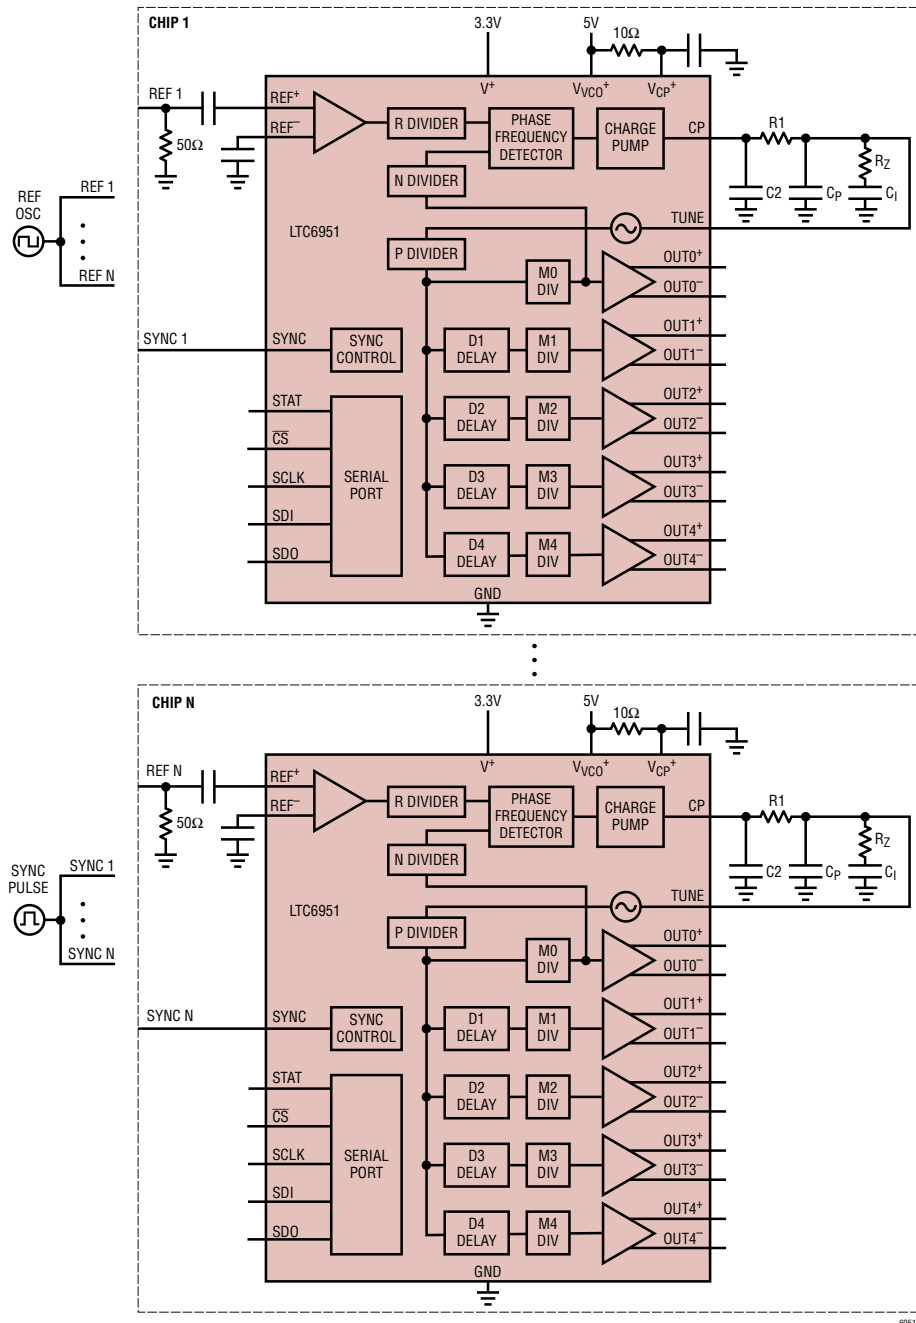 CHIP 1
3.3V
5V
10Ω
V+
VVCO+
VCP+
REF 1
REF+
REF–
50Ω
R DIVIDER
PHASE
FREQUENCY
DETECTOR
CHARGE
PUMP
CP
R1
RZ
C2
CP
CI
N DIVIDER
REF
OSC
REF 1
REF N
LTC6951
TUNE
P DIVIDER
M0
DIV
OUT0+
OUT0–
SYNC 1
SYNC
SYNC
CONTROL
D1
DELAY
M1
DIV
OUT1+
OUT1–
STAT
CS
SCLK
SDI
SDO
SERIAL
PORT
D2
DELAY
M2
DIV
OUT2+
OUT2–
D3
DELAY
M3
DIV
OUT3+
OUT3–
D4
DELAY
M4
DIV
OUT4+
OUT4–
GND
CHIP N
3.3V
5V
10Ω
V+
VVCO+
VCP+
REF N
REF+
REF–
50Ω
R DIVIDER
PHASE
FREQUENCY
DETECTOR
CHARGE
PUMP
CP
R1
RZ
C2
CP
CI
N DIVIDER
SYNC
PULSE
SYNC 1
SYNC N
LTC6951
TUNE
P DIVIDER
M0
DIV
OUT0+
OUT0–
SYNC N
SYNC
SYNC
CONTROL
D1
DELAY
M1
DIV
OUT1+
OUT1–
STAT
CS
SCLK
SDI
SDO
SERIAL
PORT
D2
DELAY
M2
DIV
OUT2+
OUT2–
D3
DELAY
M3
DIV
OUT3+
OUT3–
D4
DELAY
M4
DIV
OUT4+
OUT4–
GND